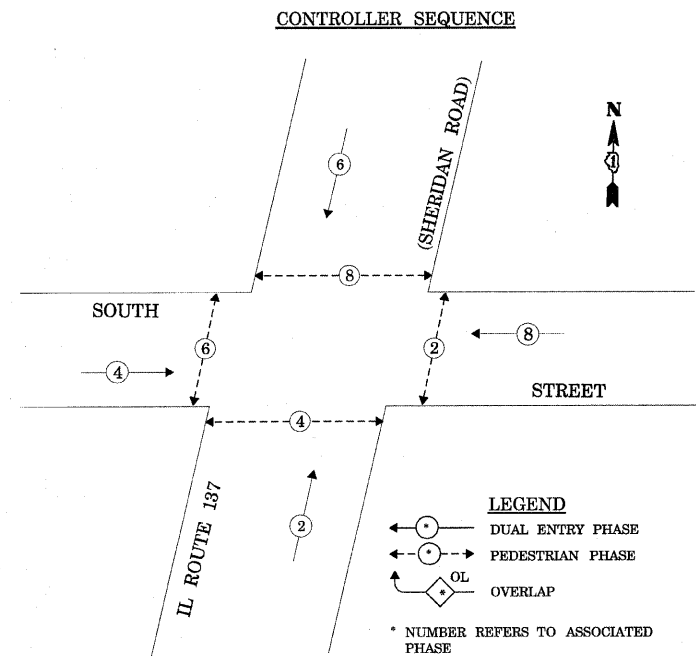 CONTROLLER SEQUENCE
N
1
6
(SHERIDAN ROAD)
8
SOUTH
6
2
8
4
STREET
4
IL ROUTE 137
2
LEGEND
* DUAL ENTRY PHASE
* PEDESTRIAN PHASE
OL
* OVERLAP
* NUMBER REFERS TO ASSOCIATED
PHASE